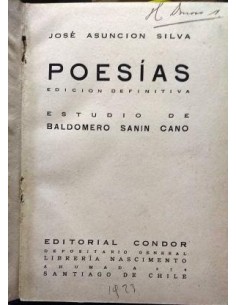 JOSÉ ASUNCION SILVA
POESÍAS
EDICION DEFINITIVA
ESTUDIO DE
BALDOMERO SANIN CANO
EDITORIAL CONDOR
DEPOSITARIO GENERAL
LIBRERÍA NASCIMENTO
AHUMADA
SANTIAGO DE CHILE
1923